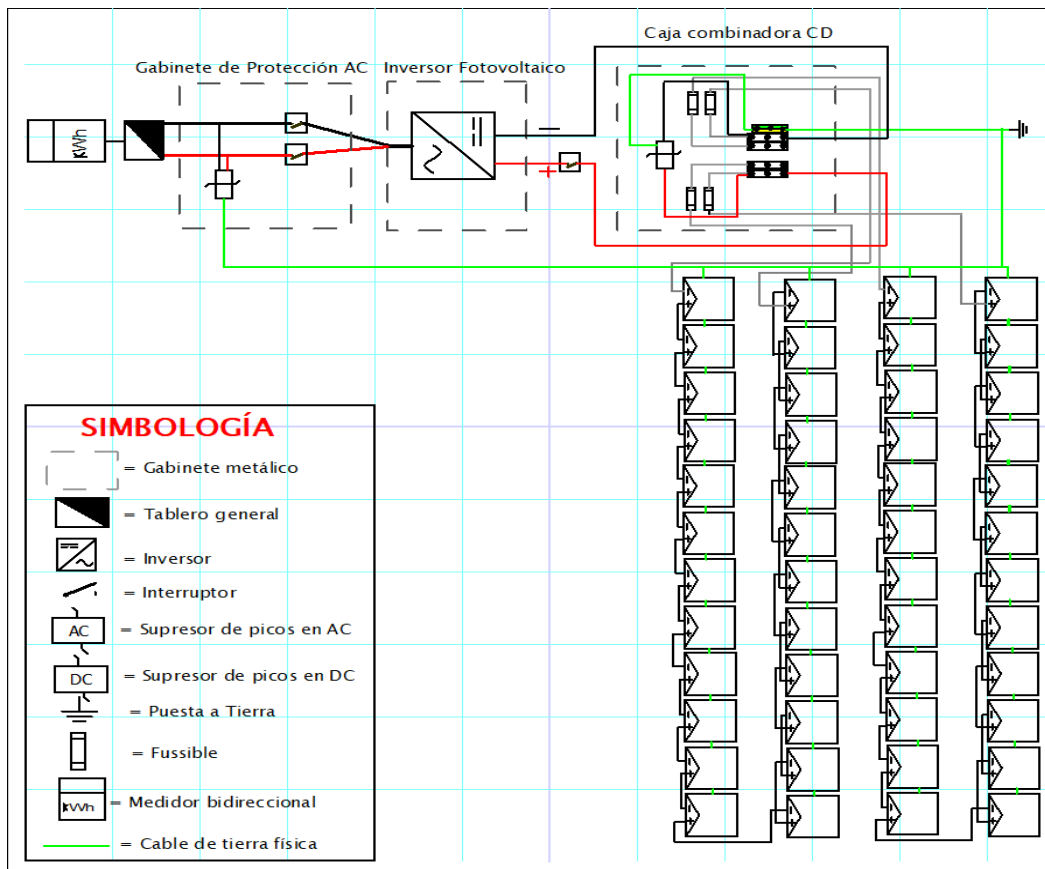 Caja combinadora CD
Gabinete de Protección AC
Inversor Fotovoltaico
kWh
SIMBOLOGÍA
= Gabinete metálico
= Tablero general
= Inversor
= Interruptor
AC = Supresor de picos en AC
DC = Supresor de picos en DC
= Puesta a Tierra
= Fussible
kWh = Medidor bidireccional
= Cable de tierra física